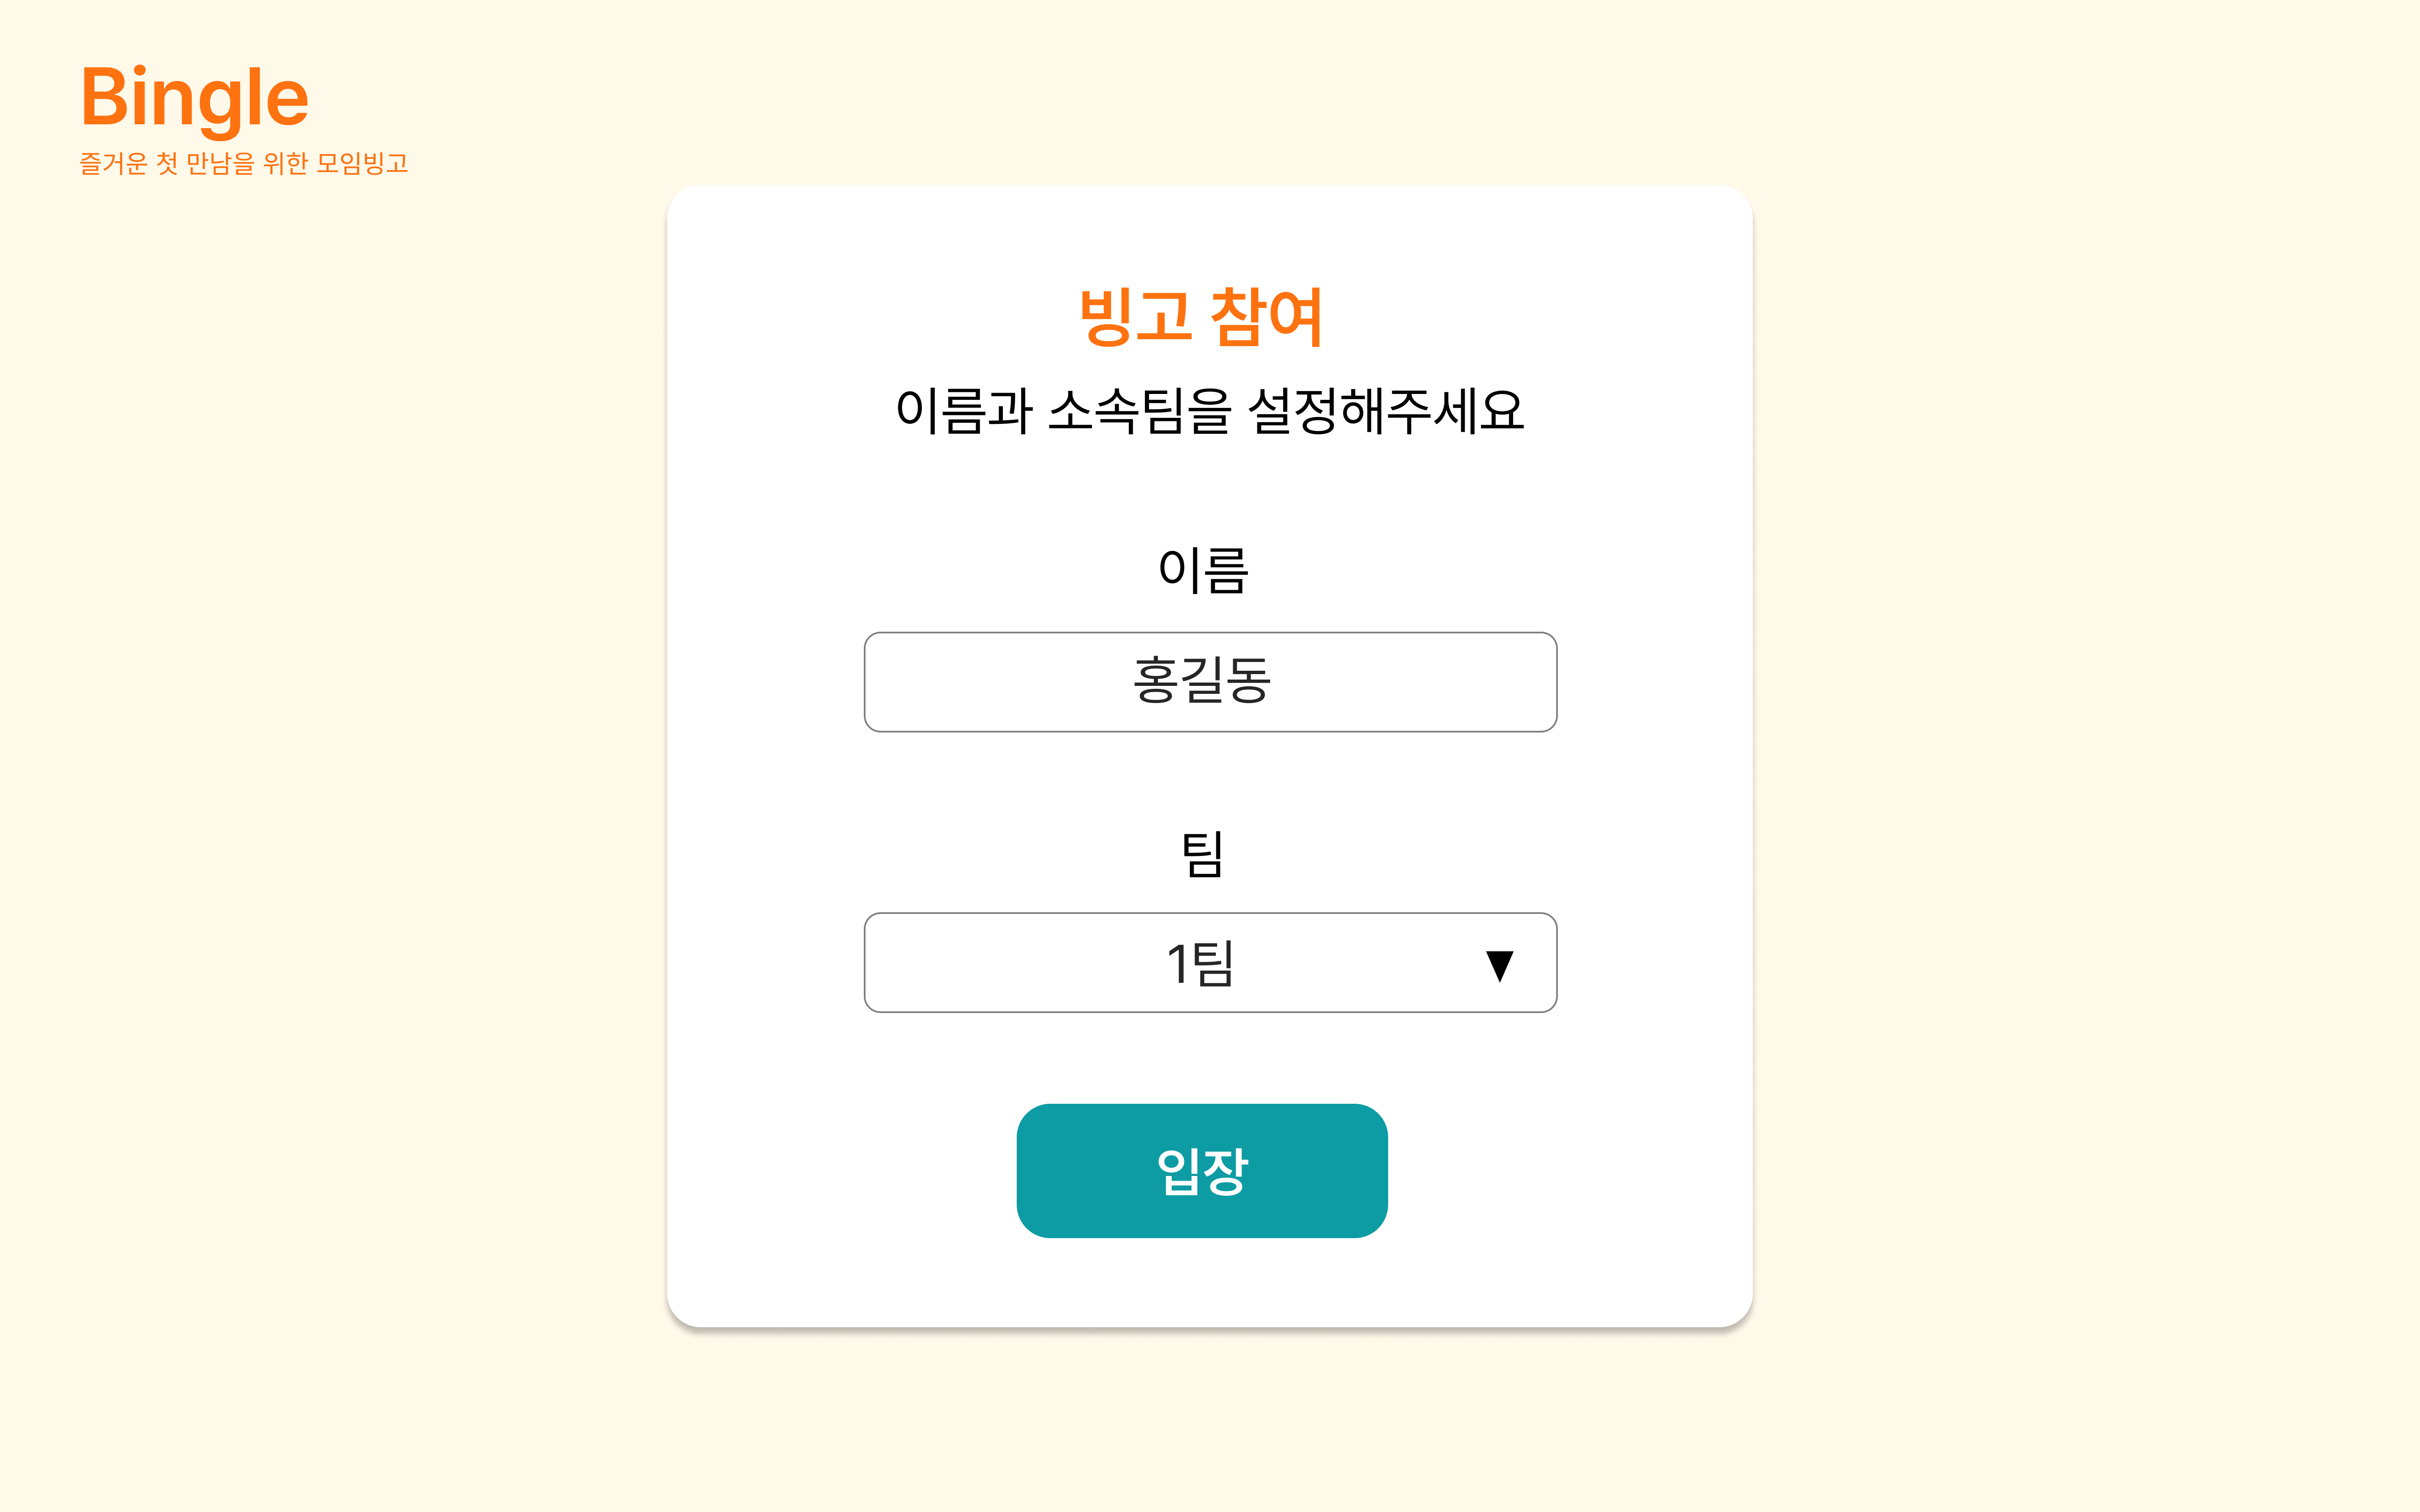 Bingle
즐거운 첫 만남을 위한 모임빙고
빙고 참여
이름과 소속팀을 설정해주세요
이름
홍길동
팀
1팀 ▼
입장